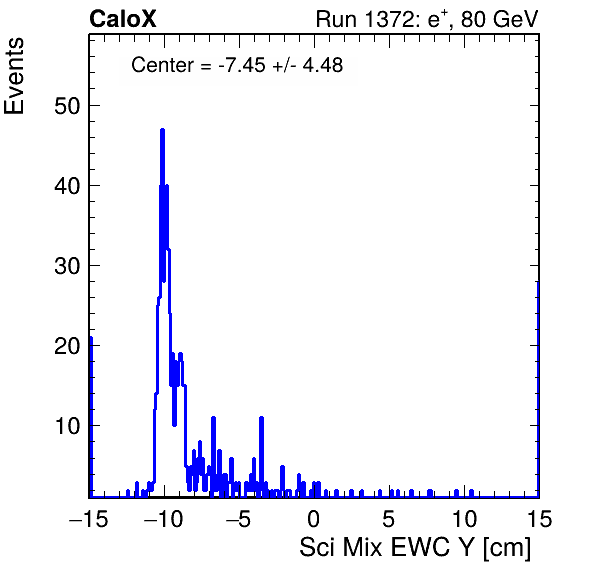 CaloX Run 1372: e⁺, 80 GeV
Center = -7.45 +/- 4.48
Events
50
40
30
20
10
−15 −10 −5 0 5 10 15
Sci Mix EWC Y [cm]